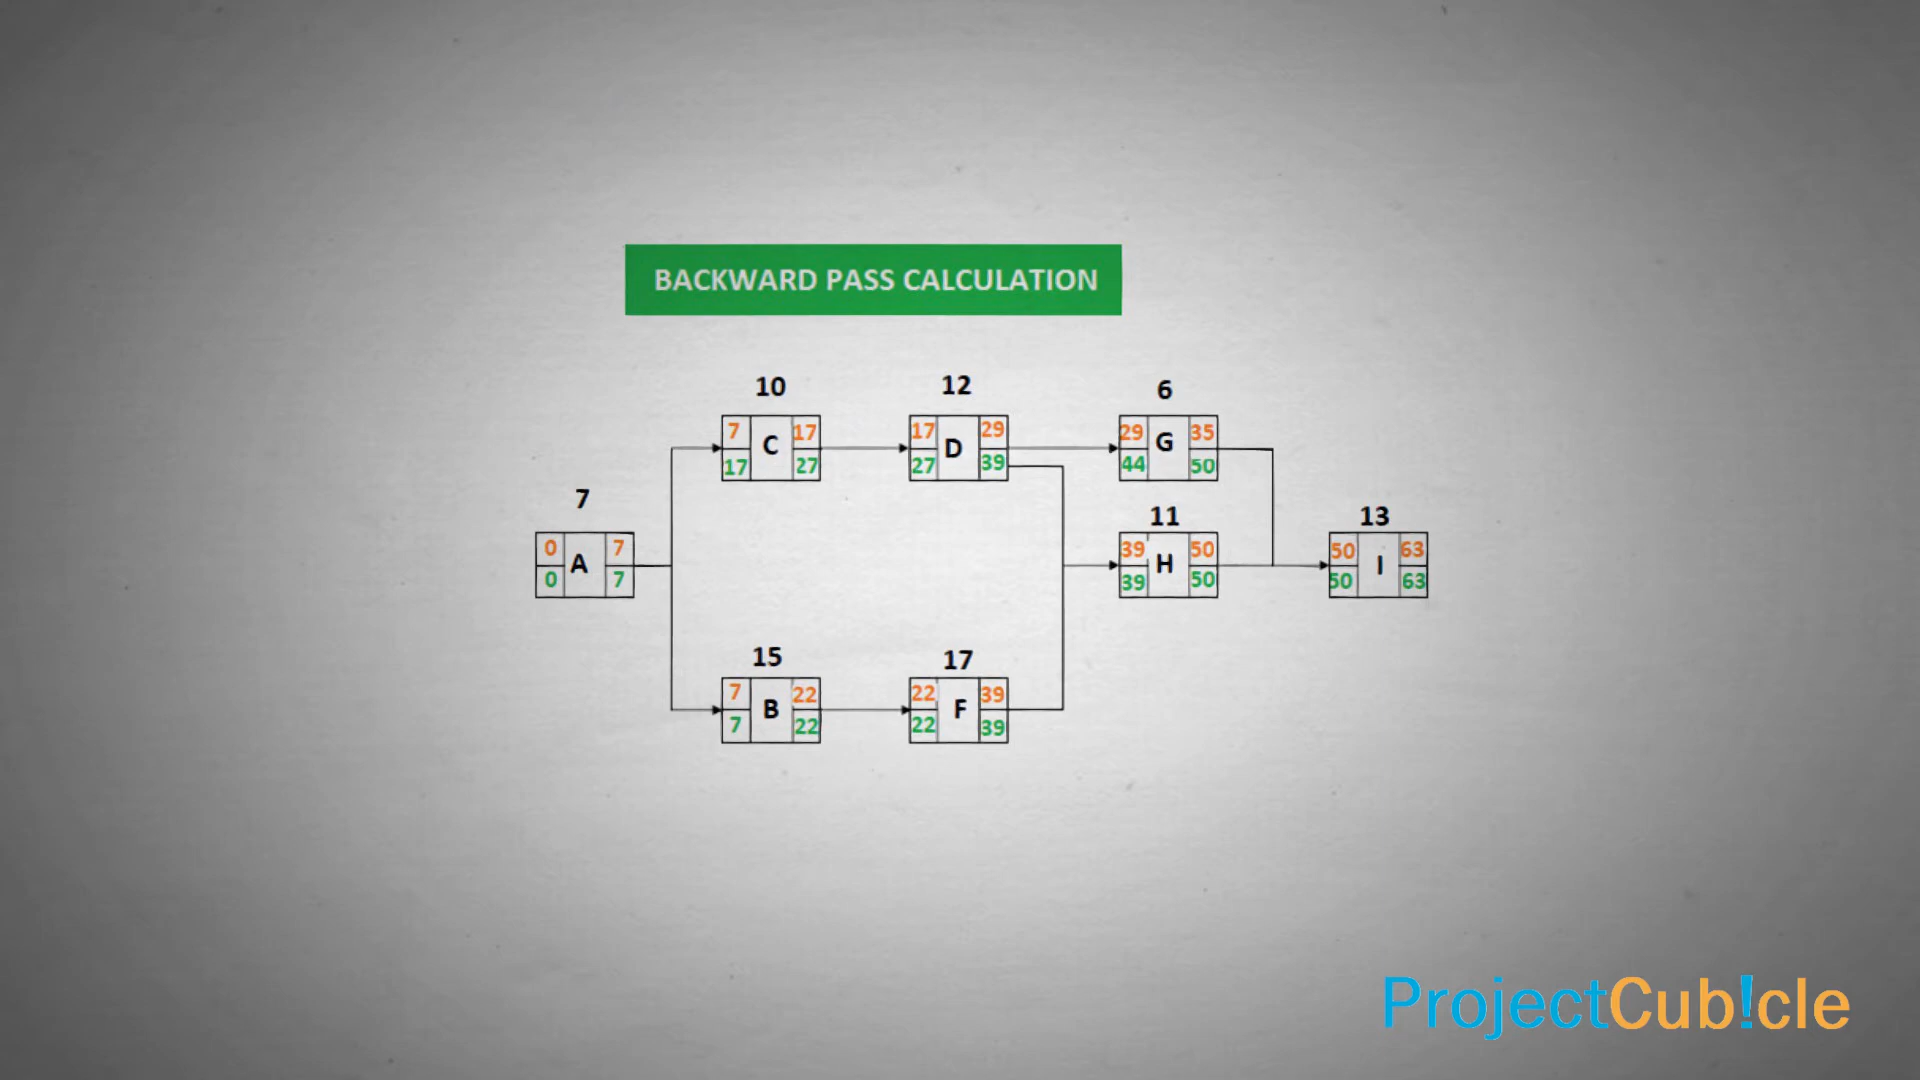 BACKWARD PASS CALCULATION
10 12 6
7 C 17 17 D 29 29 G 35
17 27 27 39 44 50
7 11 13
0 A 7 39 H 50 50 I 63
0 7 39 50 50 63
15 17
7 B 22 22 F 39
7 22 22 39
ProjectCub!cle